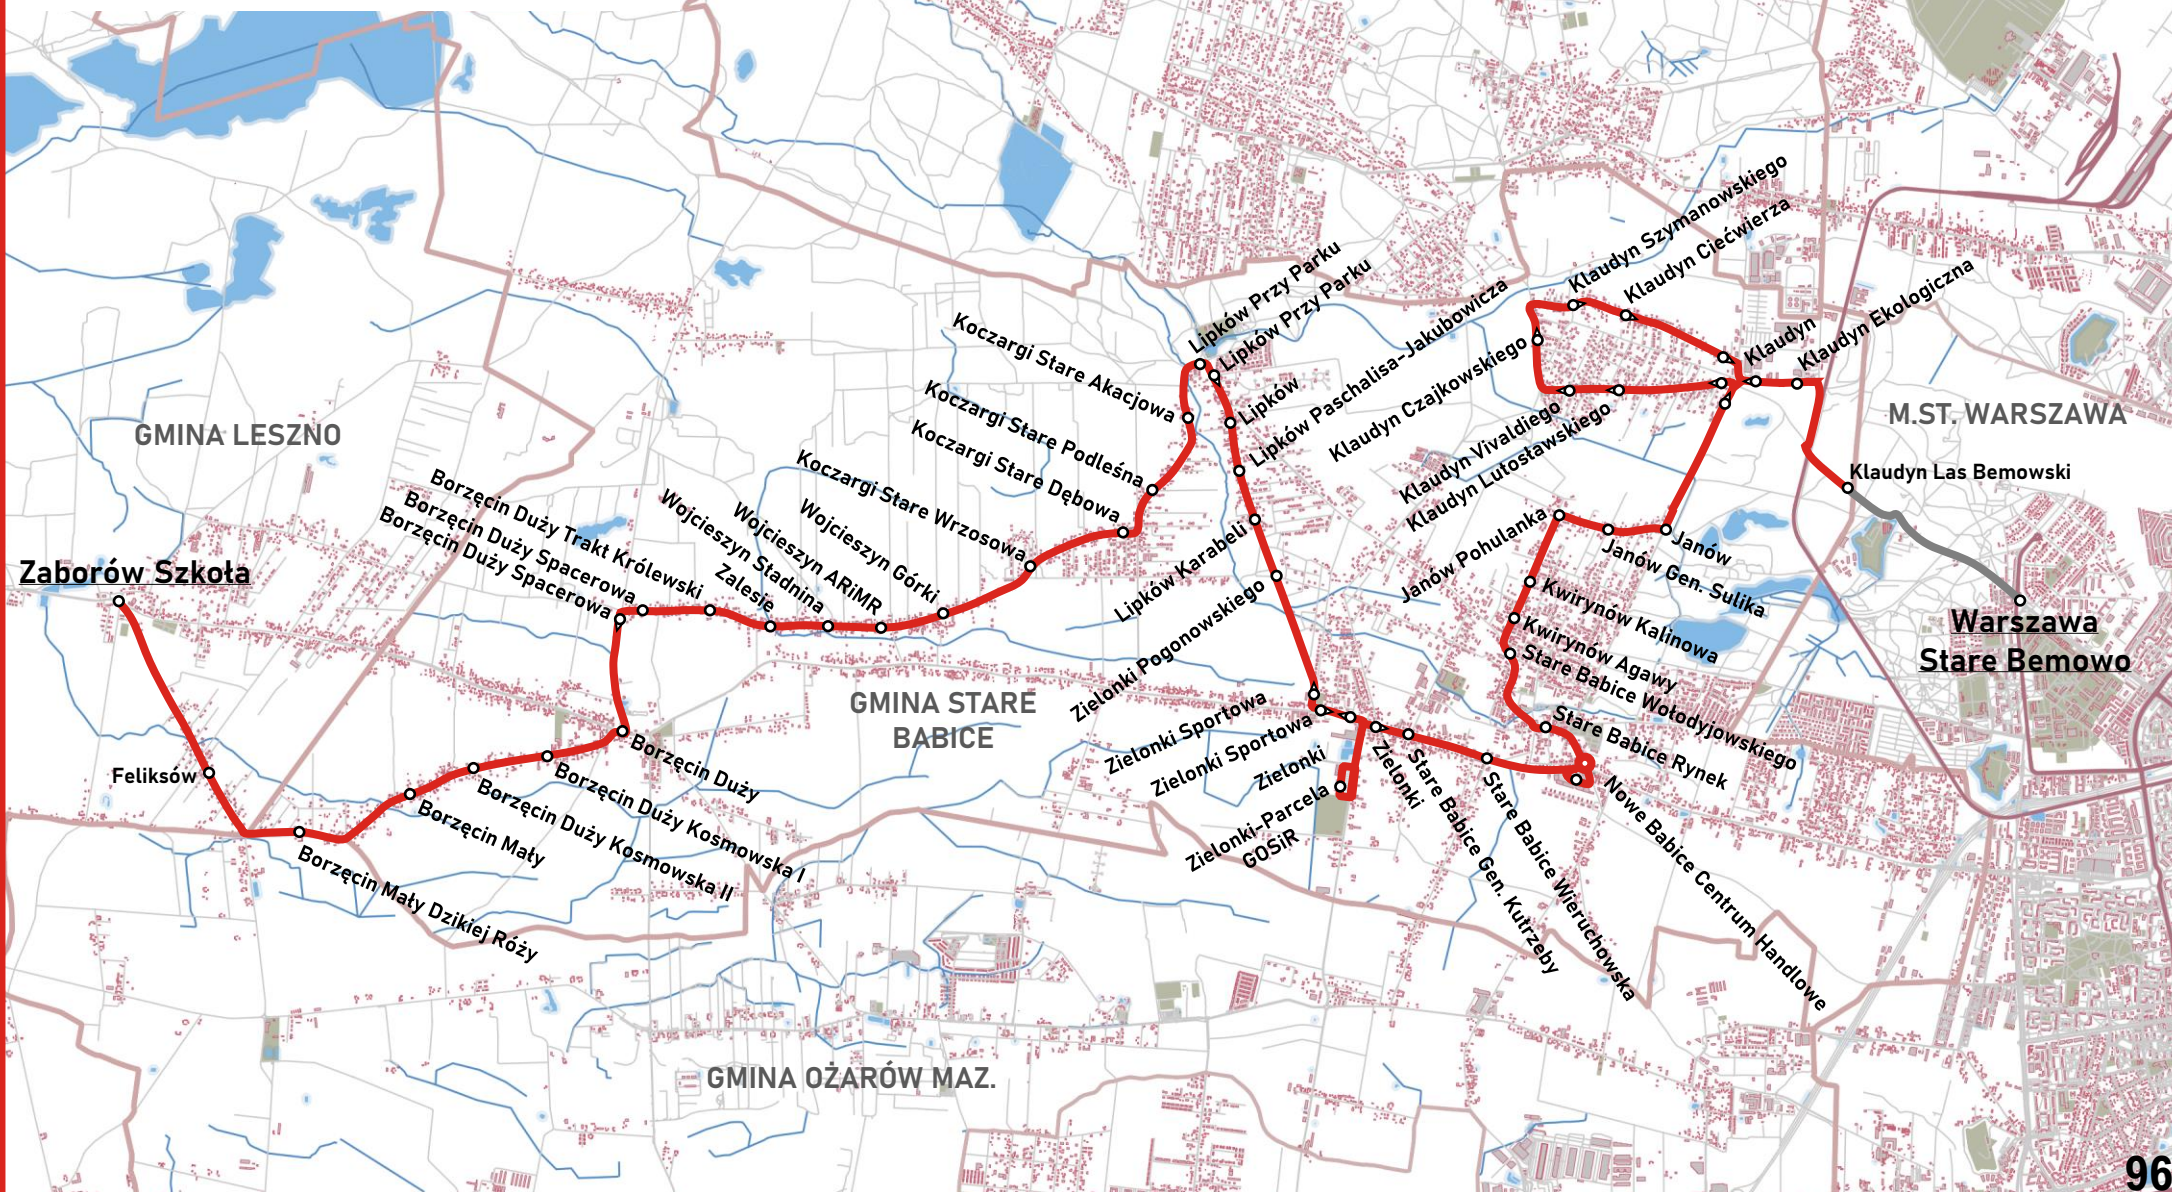 Klaudyn Szymanowskiego
Klaudyn Ciećwierza
Lipków Przy Parku
Lipków Przy Parku
Klaudyn Ekologiczna
Lipków Paschalisa-Jakubowicza
Koczargi Stare Akacjowa
Klaudyn
Klaudyn Czajkowskiego
Lipków
Koczargi Stare Podleśna
M.ST. WARSZAWA
Klaudyn Vivaldiego
Klaudyn Lutosławskiego
GMINA LESZNO
Koczargi Stare Dębowa
Koczargi Stare Wrzosowa
Klaudyn Las Bemowski
Borzęcin Duży Trakt Królewski
Borzęcin Duży Spacerowa
Borzęcin Duży Spacerowa
Zalesie
Wojcieszyn Stadnina
Wojcieszyn ARiMR
Wojcieszyn Górki
Janów Pohulanka
Janów
Janów Gen. Sulika
Lipków Karabeli
Zaborów Szkoła
Kwirynów Kalinowa
Zielonki Pogonowskiego
Kwirynów Agawy
Warszawa
Stare Bemowo
Stare Babice Wołodyjowskiego
GMINA STARE
BABICE
Zielonki Sportowa
Zielonki Sportowa
Stare Babice Rynek
Feliksów
Borzęcin Duży
Zielonki
Zielonki
Zielonki-Parcela
GOSiR
Borzęcin Duży Kosmowska I
Borzęcin Duży Kosmowska II
Borzęcin Mały
Borzęcin Mały Dzikiej Róży
Stare Babice Gen. Kutrzeby
Stare Babice Wieruchowska
Nowe Babice Centrum Handlowe
GMINA OŻARÓW MAZ.
96